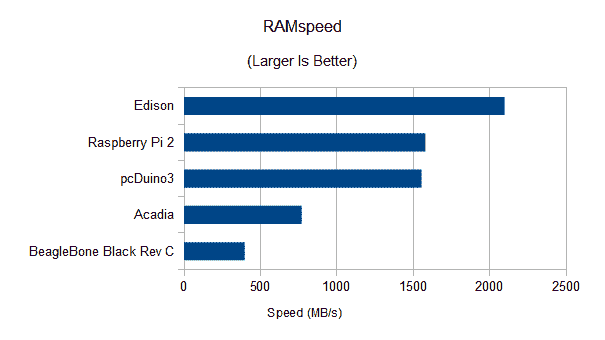 RAMspeed
(Larger Is Better)
Edison
Raspberry Pi 2
pcDuino3
Acadia
BeagleBone Black Rev C
0 500 1000 1500 2000 2500
Speed (MB/s)